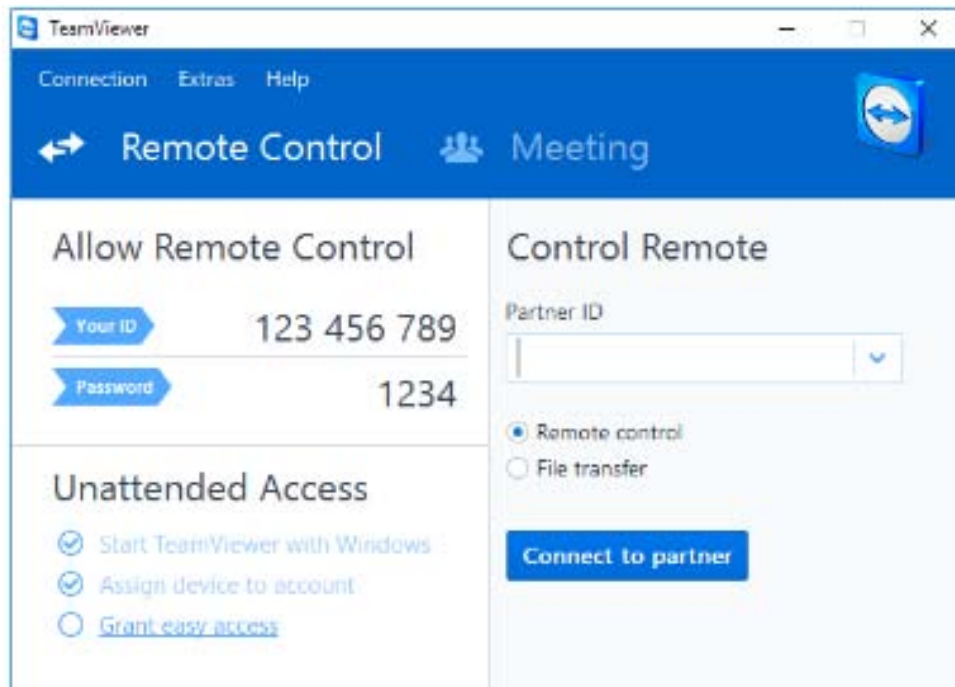 TeamViewer
Connection Extras Help
Remote Control Meeting
Allow Remote Control
Your ID 123 456 789
Password 1234
Unattended Access
Start TeamViewer with Windows
Assign device to account
Grant easy access
Control Remote
Partner ID
Remote control
File transfer
Connect to partner